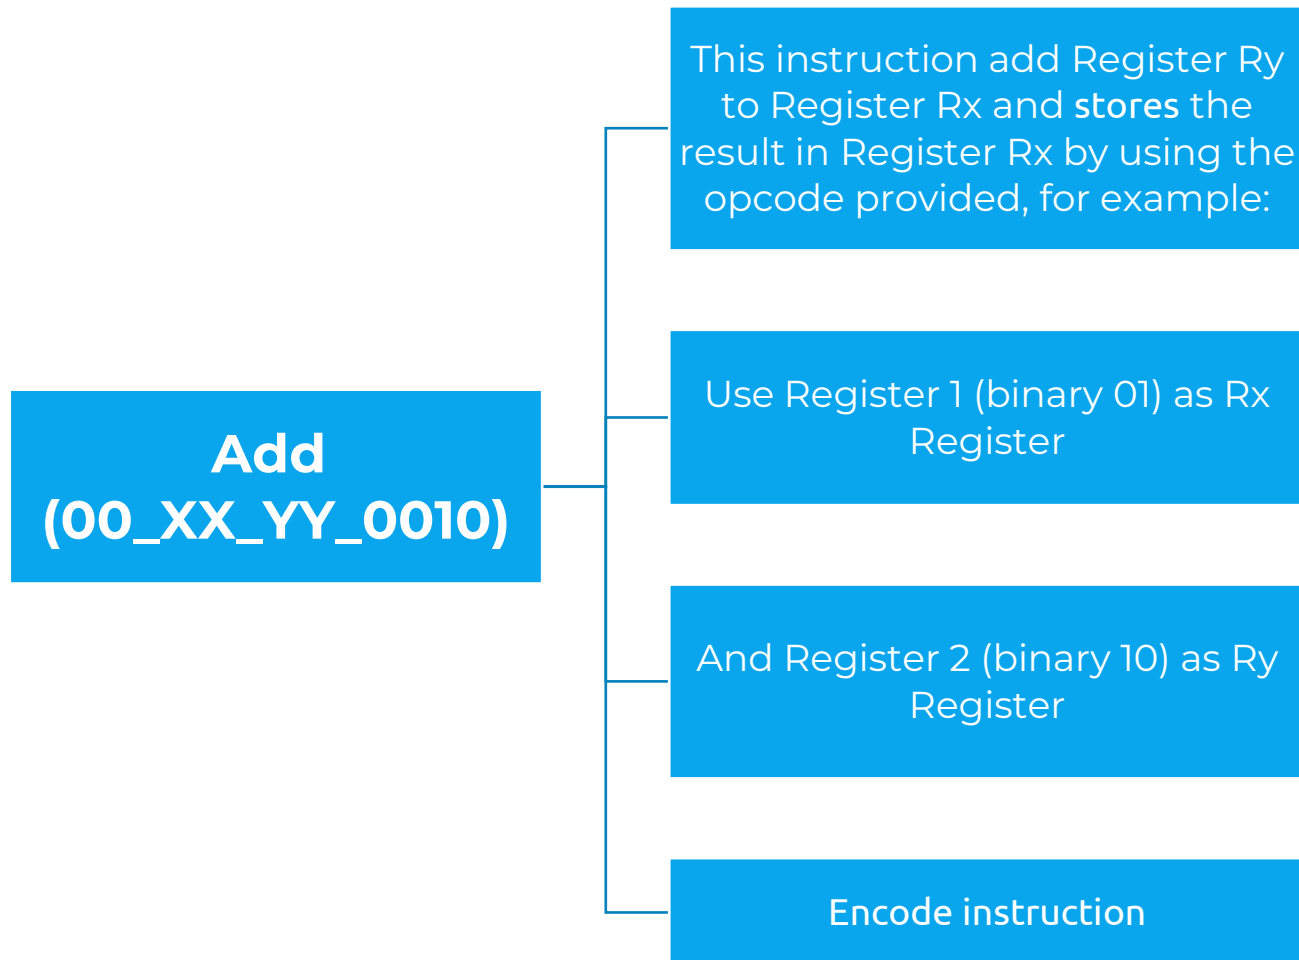 This instruction add Register Ry
to Register Rx and stores the
result in Register Rx by using the
opcode provided, for example:
Use Register 1 (binary 01) as Rx
Register
Add
(00_XX_YY_0010)
And Register 2 (binary 10) as Ry
Register
Encode instruction